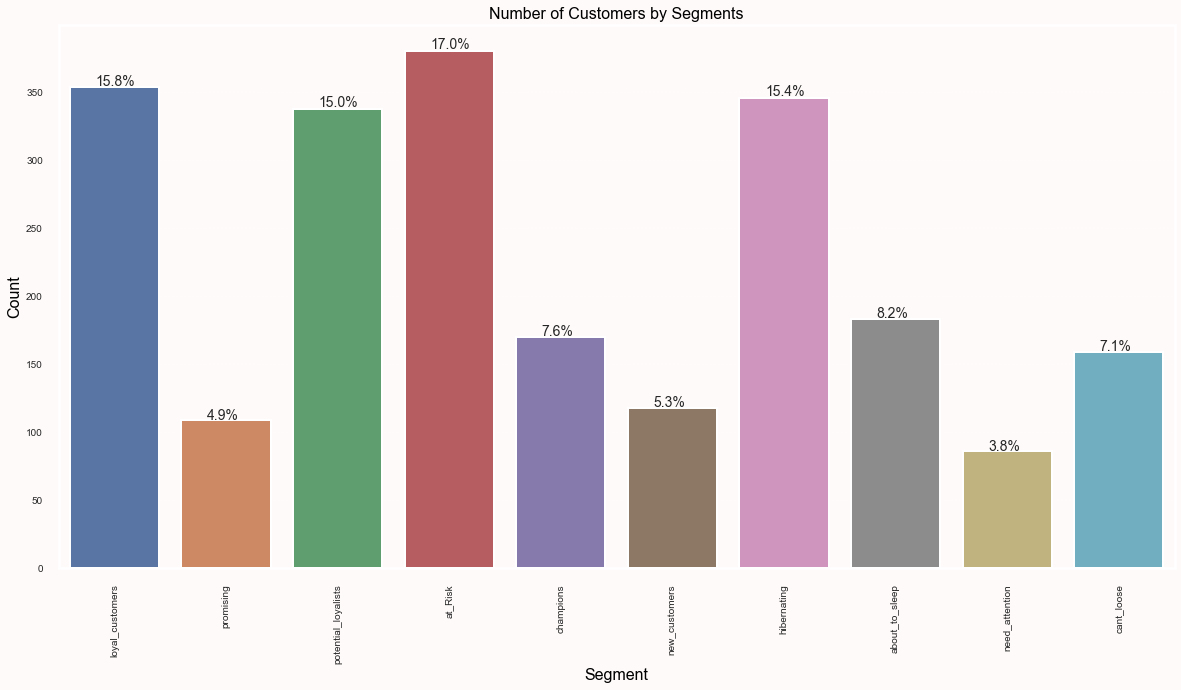 Number of Customers by Segments
17.0%
15.8%
15.0%
15.4%
7.6%
8.2%
7.1%
4.9%
5.3%
3.8%
Count
350
300
250
200
150
100
50
0
loyal_customers
promising
potential_loyalists
at_Risk
champions
new_customers
hibernating
about_to_sleep
need_attention
cant_loose
Segment